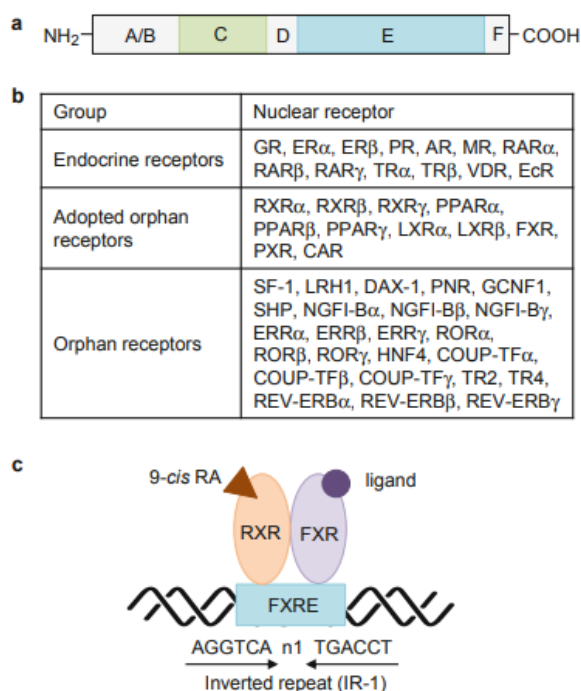 a
NH2 A/B C D E F COOH
b
Group Nuclear receptor
Endocrine receptors
GR, ERα, ERβ, PR, AR, MR, RARα,
RARβ, RARγ, TRα, TRβ, VDR, EcR
Adopted orphan
receptors
RXRα, RXRβ, RXRγ, PPARα,
PPARβ, PPARγ, LXRα, LXRβ, FXR,
PXR, CAR
Orphan receptors
SF-1, LRH1, DAX-1, PNR, GCNF1,
SHP, NGFI-Bα, NGFI-Bβ, NGFI-Bγ,
ERRα, ERRβ, ERRγ, RORα,
RORβ, RORγ, HNF4, COUP-TFα,
COUP-TFβ, COUP-TFγ, TR2, TR4,
REV-ERBα, REV-ERBβ, REV-ERBγ
c
9-cis RA ligand
RXR FXR
FXRE
AGGTCA n1 TGACCT
Inverted repeat (IR-1)